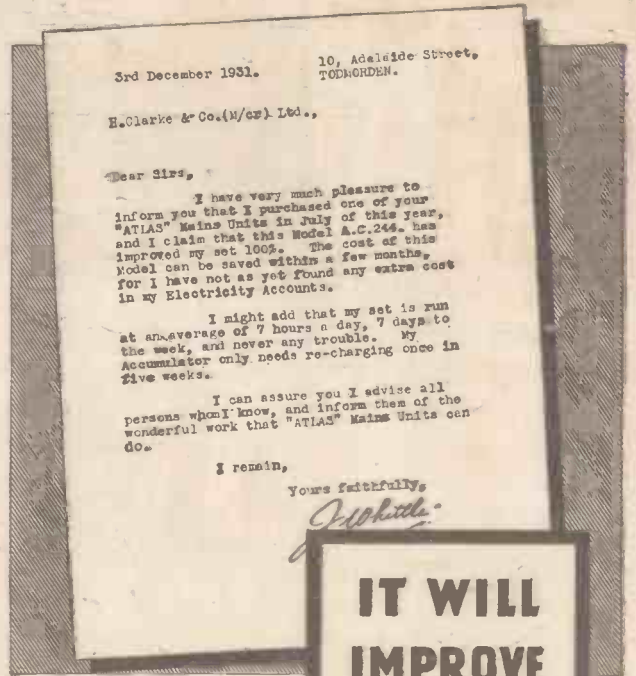 3rd December 1931.
10, Adelaide Street,
TODMORDEN.
H.Clarke & Co.(M/cr) Ltd.,
Dear Sirs,
I have very much pleasure to
inform you that I purchased one of your
"ATLAS" Mains Units in July of this year,
and I claim that this Model A.C.244. has
improved my set 100%. The cost of this
Model can be saved within a few months,
for I have not as yet found any extra cost
in my Electricity Accounts.
I might add that my set is run
at an average of 7 hours a day, 7 days to
the week, and never any trouble. My
Accumulator only needs re-charging once in
five weeks.
I can assure you I advise all
persons whom I know, and inform them of the
wonderful work that "ATLAS" Mains Units can
do.
I remain,
Yours faithfully,
J Whittle.
IT WILL
IMPROVE